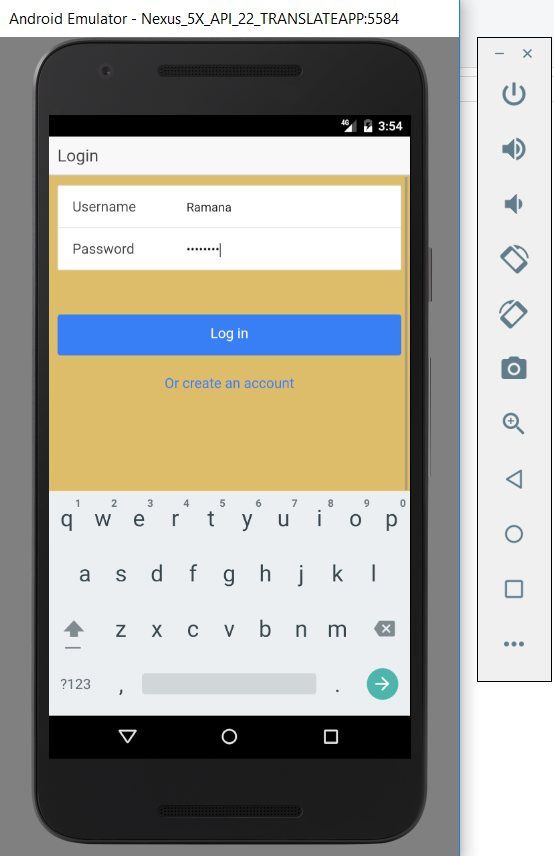 Android Emulator - Nexus_5X_API_22_TRANSLATEAPP:5584
4G 3:54
Login
Username Ramana
Password ••••••••
Log in
Or create an account
1 2 3 4 5 6 7 8 9 0
q w e r t y u i o p
a s d f g h j k l
z x c v b n m
?123 , .